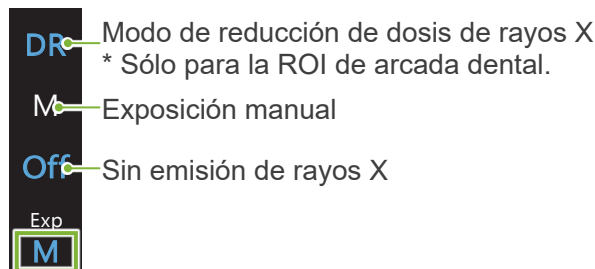 DR
Modo de reducción de dosis de rayos X
* Sólo para la ROI de arcada dental.
M
Exposición manual
Off
Sin emisión de rayos X
Exp
M